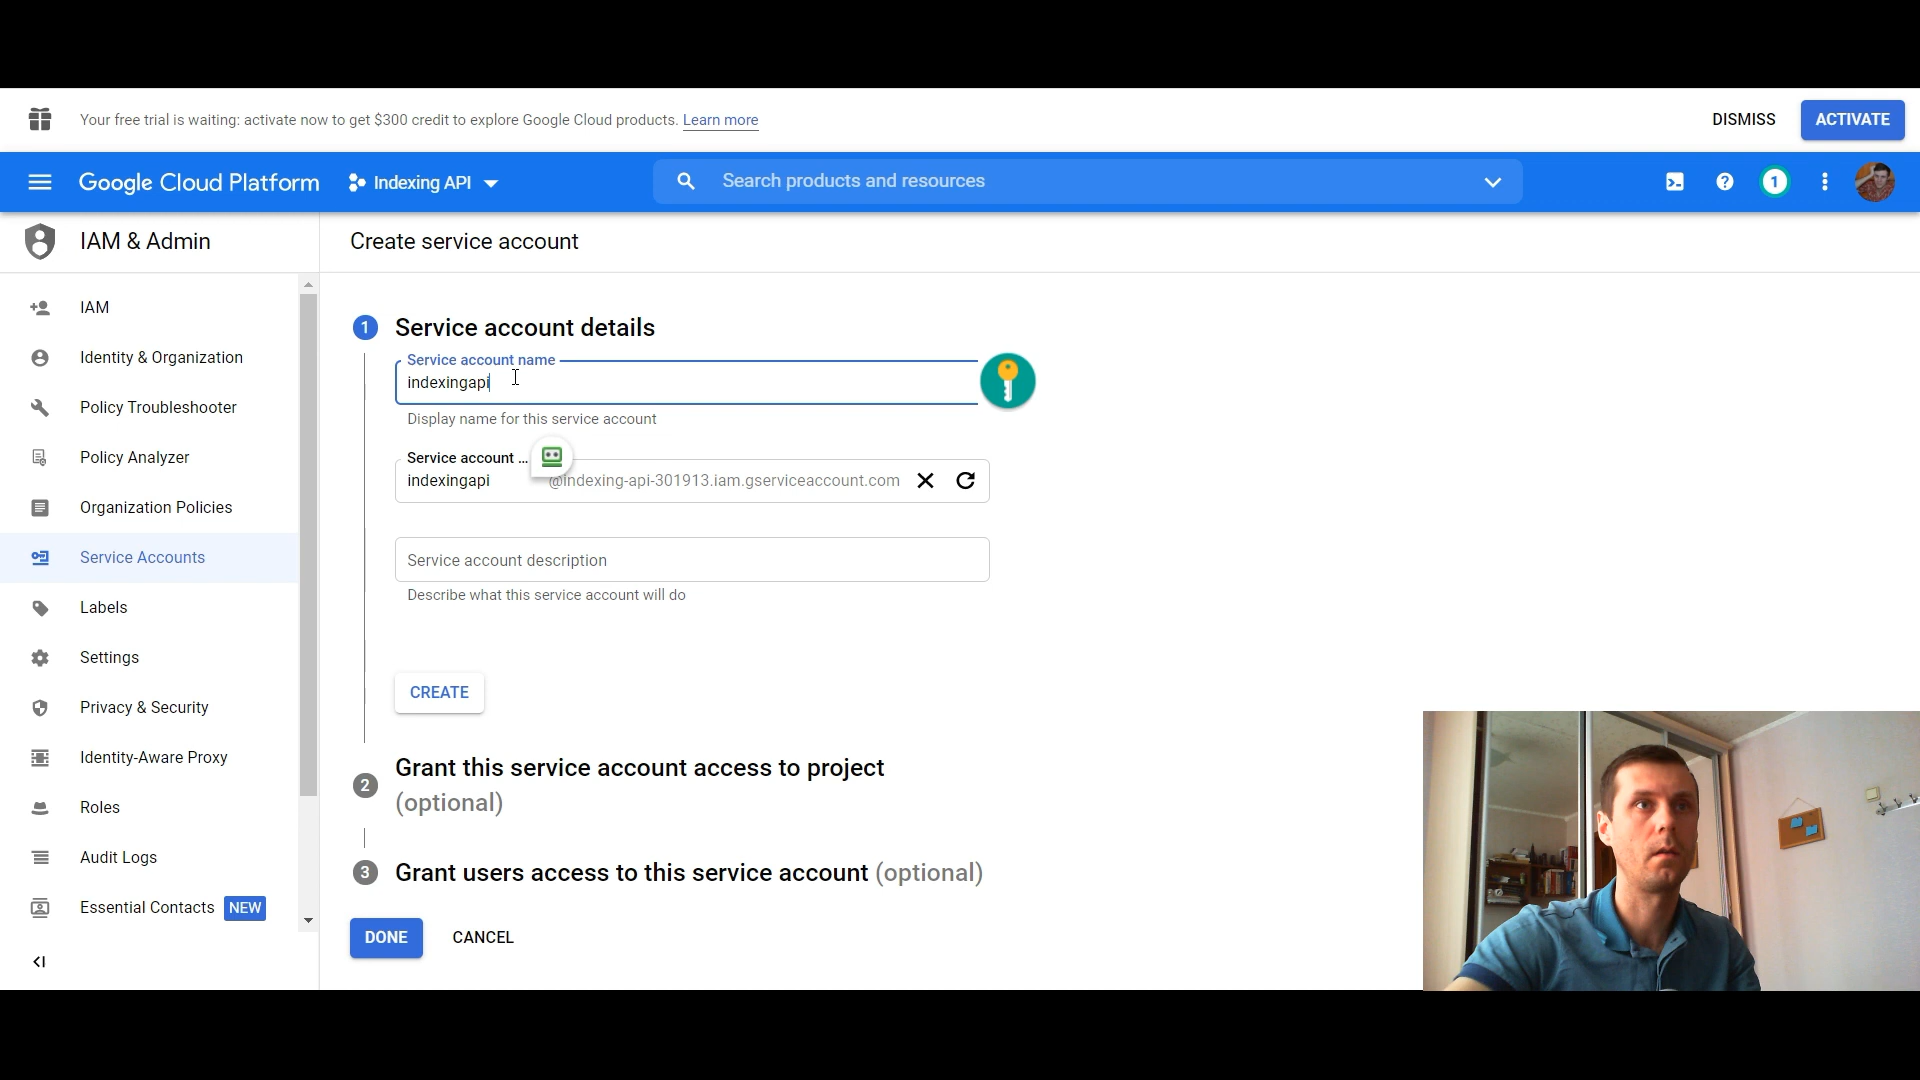 Your free trial is waiting: activate now to get $300 credit to explore Google Cloud products. Learn more
DISMISS
ACTIVATE
Google Cloud Platform
Indexing API
Search products and resources
1
IAM & Admin
Create service account
IAM
Identity & Organization
Policy Troubleshooter
Policy Analyzer
Organization Policies
Service Accounts
Labels
Settings
Privacy & Security
Identity-Aware Proxy
Roles
Audit Logs
Essential Contacts NEW
1 Service account details
Service account name
indexingapi
Display name for this service account
Service account ...
indexingapi @indexing-api-301913.iam.gserviceaccount.com
Service account description
Describe what this service account will do
CREATE
2 Grant this service account access to project
(optional)
3 Grant users access to this service account (optional)
DONE
CANCEL